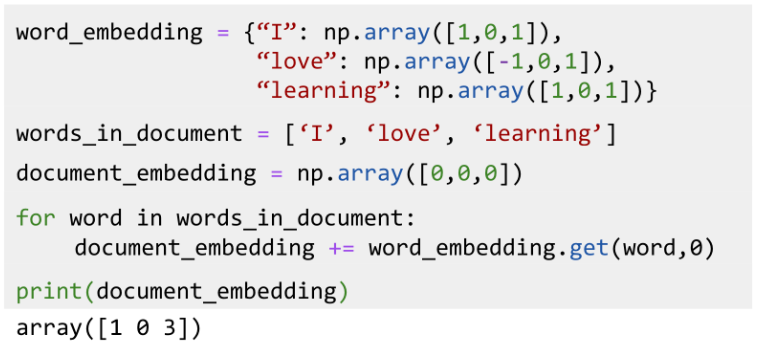 word_embedding = {“I”: np.array([1,0,1]),
“love”: np.array([-1,0,1]),
“learning”: np.array([1,0,1])}
words_in_document = [‘I’, ‘love’, ‘learning’]
document_embedding = np.array([0,0,0])
for word in words_in_document:
document_embedding += word_embedding.get(word,0)
print(document_embedding)
array([1 0 3])